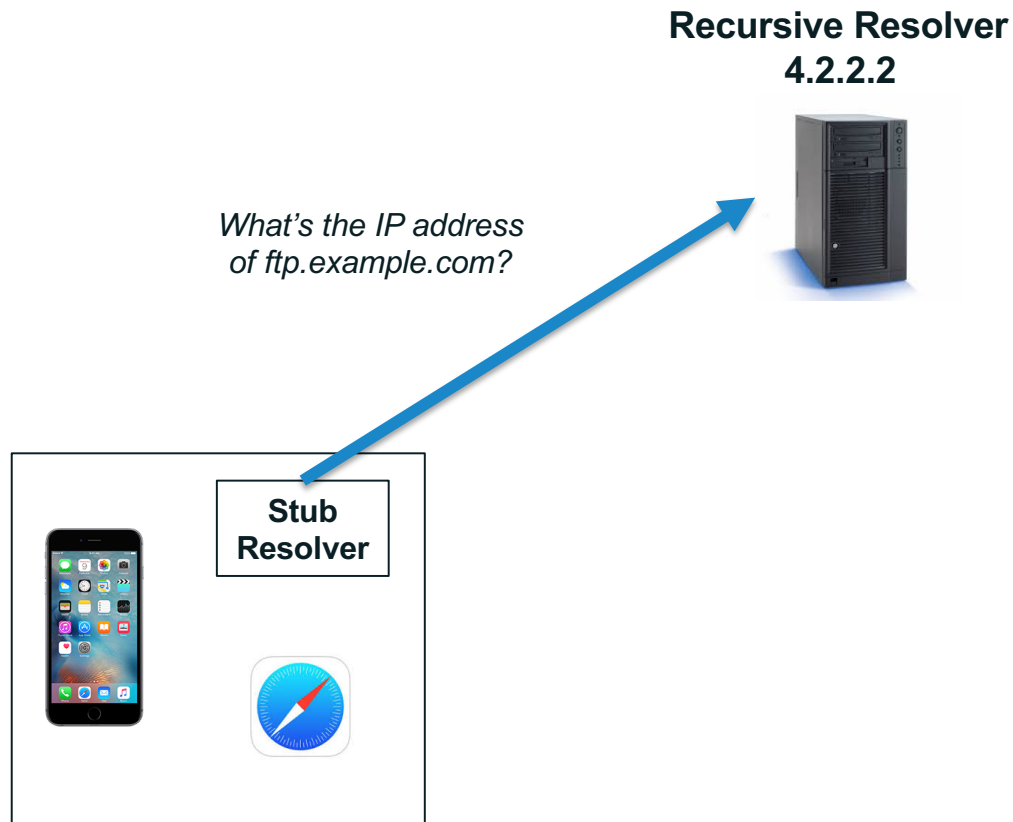 Recursive Resolver
4.2.2.2
What’s the IP address
of ftp.example.com?
Stub
Resolver